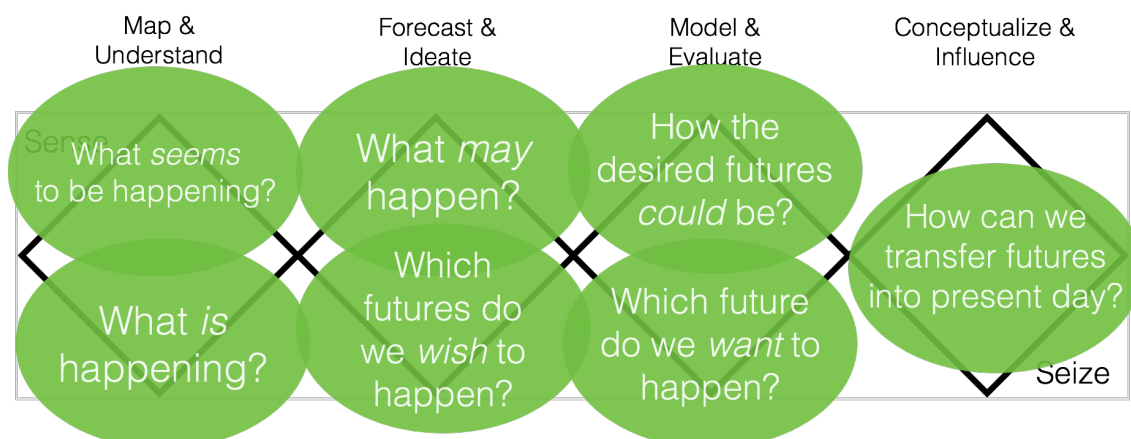 Map &
Understand
Forecast &
Ideate
Model &
Evaluate
Conceptualize &
Influence
Sense
What seems
to be happening?
What is
happening?
What may
happen?
Which
futures do
we wish to
happen?
How the
desired futures
could be?
Which future
do we want to
happen?
How can we
transfer futures
into present day?
Seize